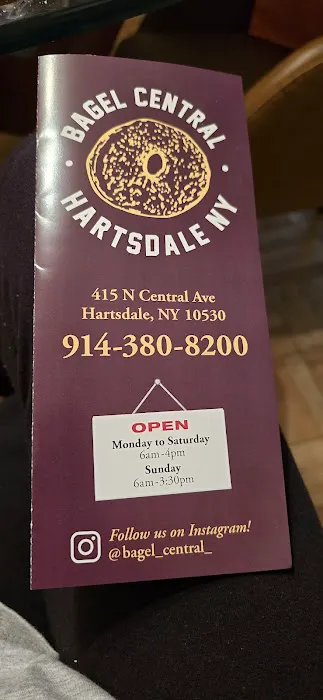 BAGEL CENTRAL
HARTSDALE NY
415 N Central Ave
Hartsdale, NY 10530
914-380-8200
OPEN
Monday to Saturday
6am-4pm
Sunday
6am-3:30pm
Follow us on Instagram!
@bagel_central_